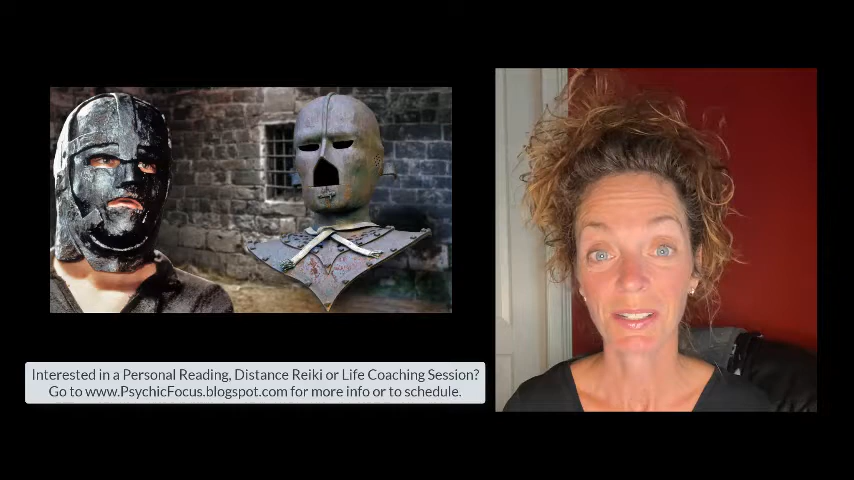 Interested in a Personal Reading, Distance Reiki or Life Coaching Session?
Go to www.PsychicFocus.blogspot.com for more info or to schedule.